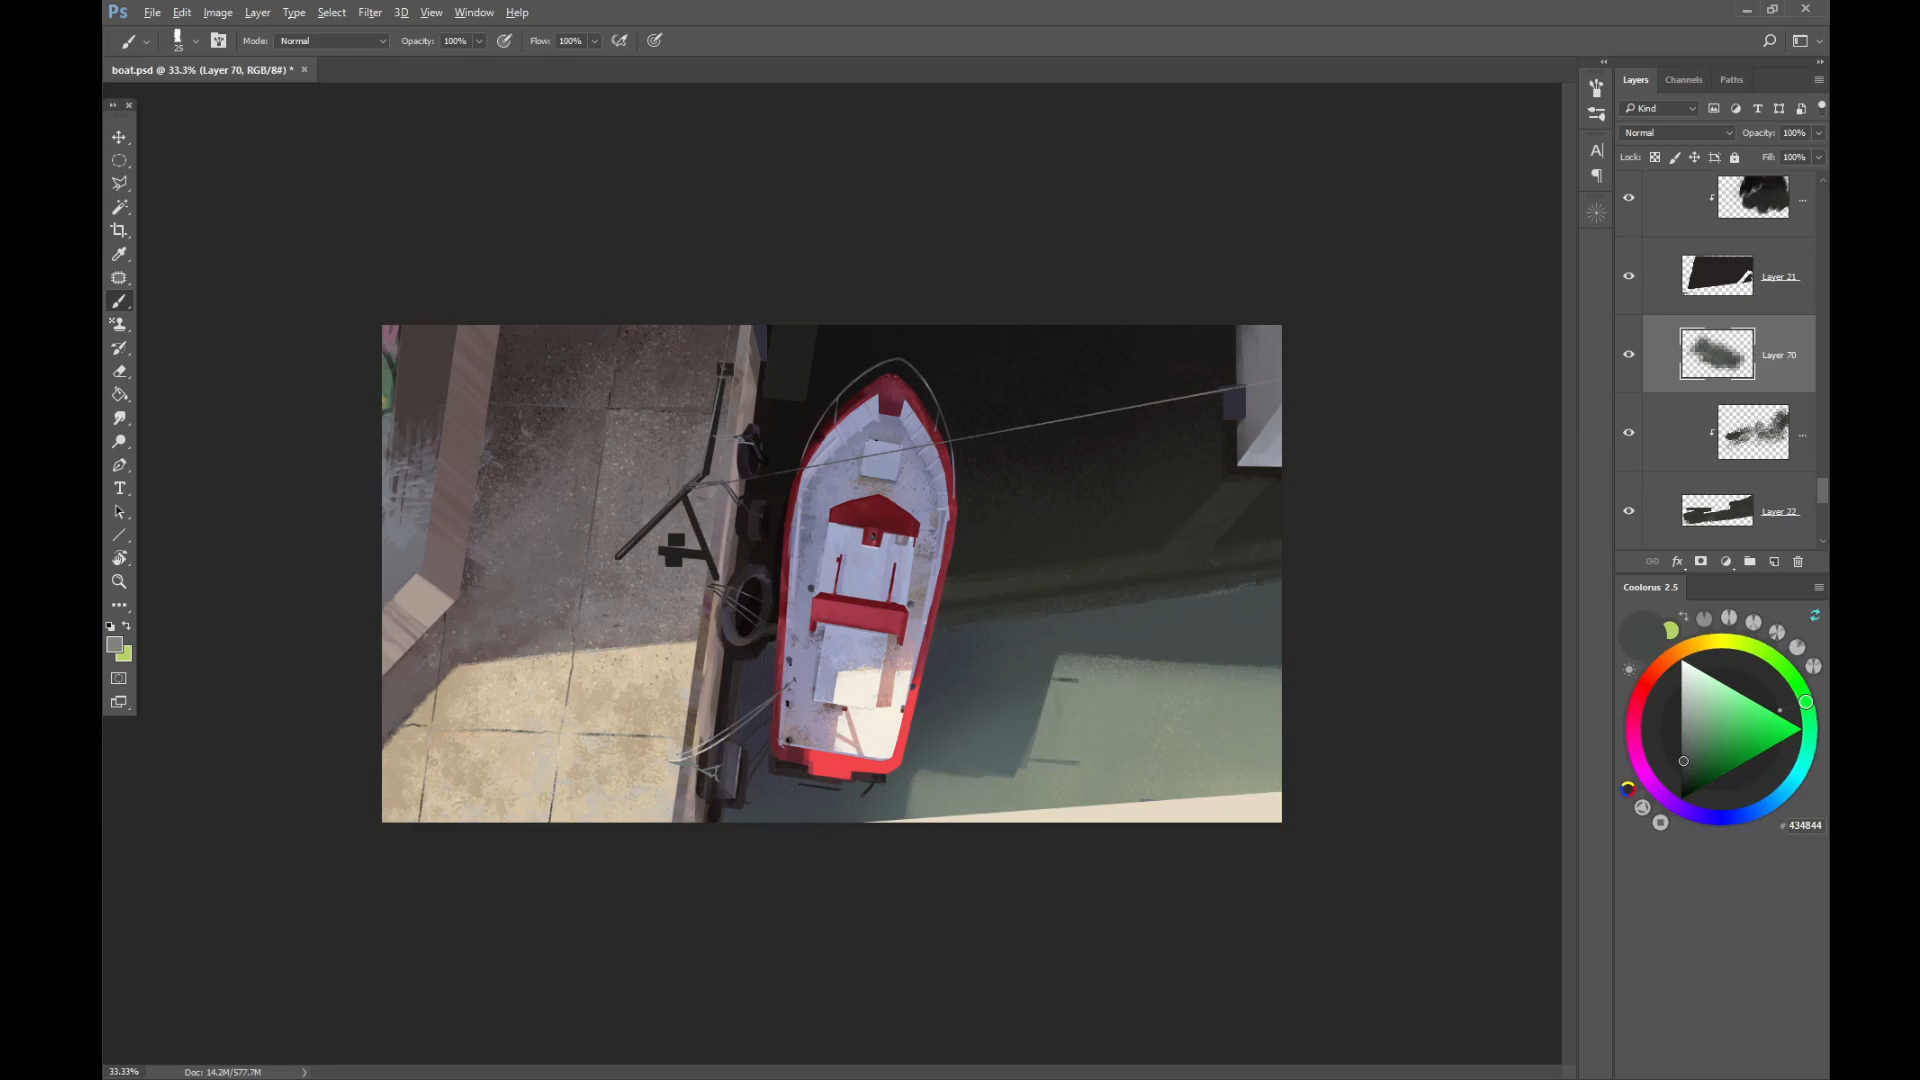 Ps File Edit Image Layer Type Select Filter 3D View Window Help
25 Mode: Normal Opacity: 100% Flow: 100%
boat.psd @ 33.3% (Layer 70, RGB/8#) *
Layers Channels Paths
Kind
Normal Opacity: 100%
Lock: Fill: 100%
...
Layer 21
Layer 70
...
Layer 22
fx
Coolorus 2.5
# 434844
33.33% Doc: 14.2M/577.7M